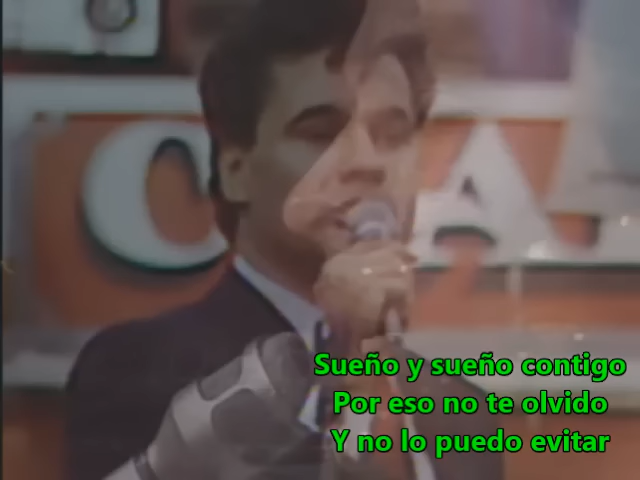 C A
Sueño y sueño contigo
Por eso no te olvido
Y no lo puedo evitar